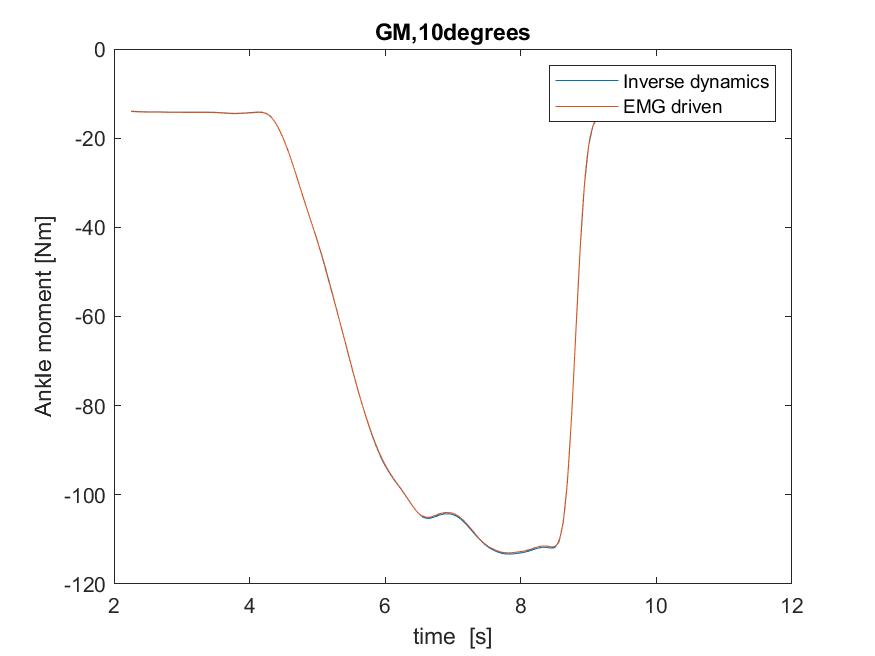 GM,10degrees
Inverse dynamics
EMG driven
Ankle moment [Nm]
0
-20
-40
-60
-80
-100
-120
2 4 6 8 10 12
time [s]